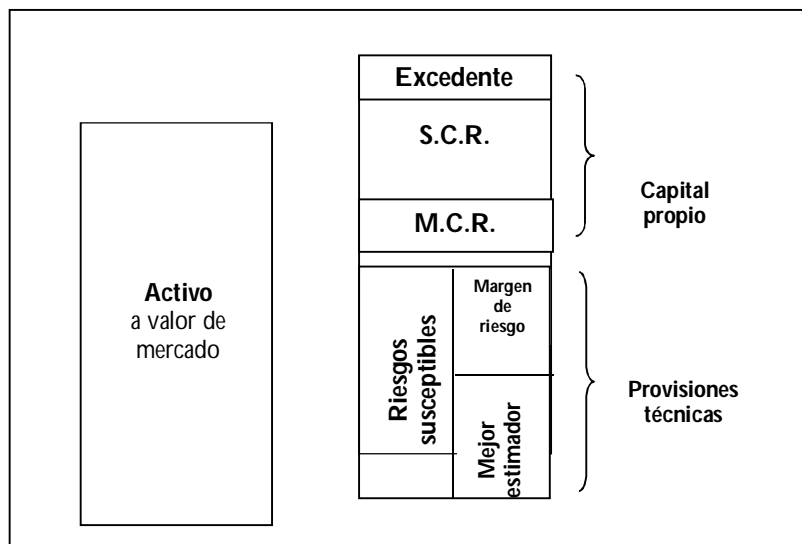 Excedente
S.C.R.
M.C.R.
Capital
propio
Activo
a valor de
mercado
Riesgos
susceptibles
Margen
de
riesgo
Mejor
estimador
Provisiones
técnicas